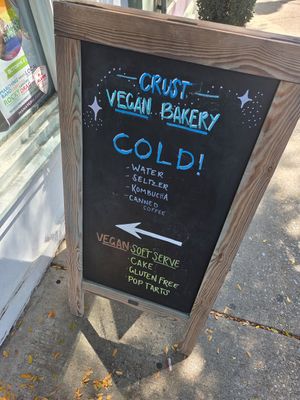 CRUST
VEGAN BAKERY
COLD!
- WATER
- SELTZER
- KOMBUCHA
- CANNED
COFFEE
VEGAN SOFT SERVE
CAKE
GLUTEN FREE
POP TARTS